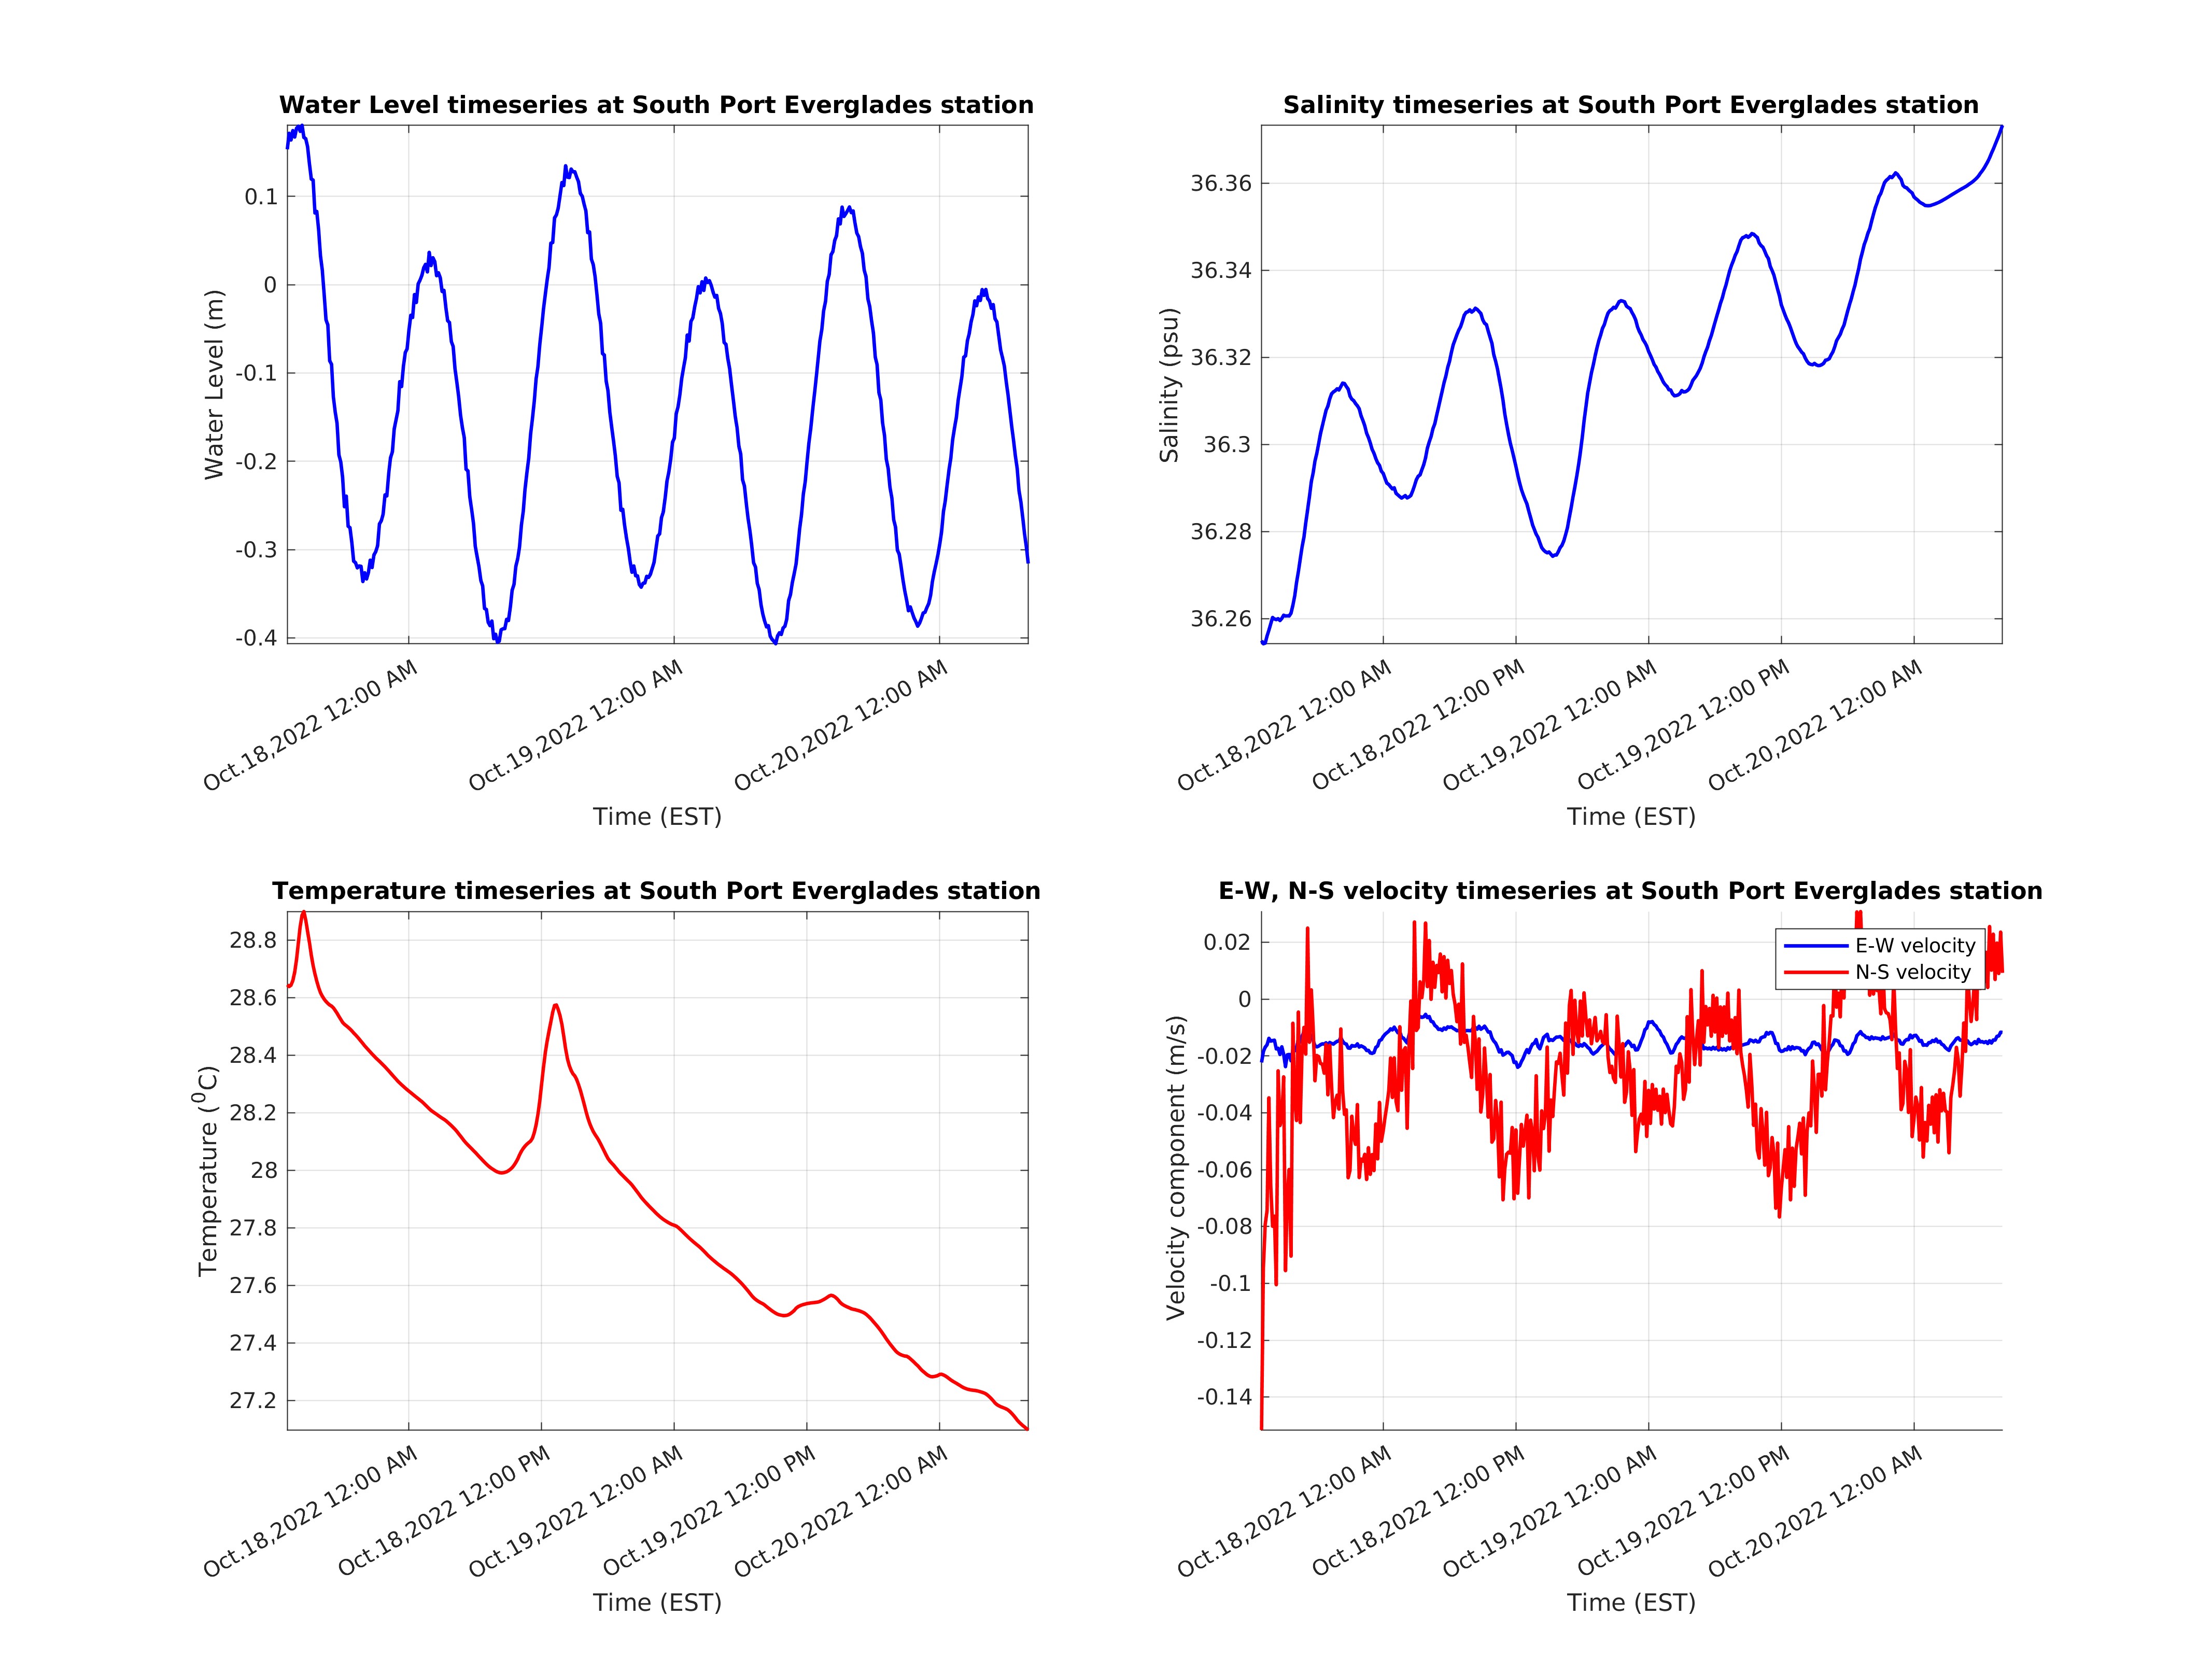 Water Level timeseries at South Port Everglades station
Water Level (m)
0.1
0
-0.1
-0.2
-0.3
-0.4
Oct.18,2022 12:00 AM
Oct.19,2022 12:00 AM
Oct.20,2022 12:00 AM
Time (EST)
Salinity timeseries at South Port Everglades station
Salinity (psu)
36.36
36.34
36.32
36.3
36.28
36.26
Oct.18,2022 12:00 AM
Oct.18,2022 12:00 PM
Oct.19,2022 12:00 AM
Oct.19,2022 12:00 PM
Oct.20,2022 12:00 AM
Time (EST)
Temperature timeseries at South Port Everglades station
Temperature (⁰C)
28.8
28.6
28.4
28.2
28
27.8
27.6
27.4
27.2
Oct.18,2022 12:00 AM
Oct.18,2022 12:00 PM
Oct.19,2022 12:00 AM
Oct.19,2022 12:00 PM
Oct.20,2022 12:00 AM
Time (EST)
E-W, N-S velocity timeseries at South Port Everglades station
Velocity component (m/s)
0.02
0
-0.02
-0.04
-0.06
-0.08
-0.1
-0.12
-0.14
E-W velocity
N-S velocity
Oct.18,2022 12:00 AM
Oct.18,2022 12:00 PM
Oct.19,2022 12:00 AM
Oct.19,2022 12:00 PM
Oct.20,2022 12:00 AM
Time (EST)